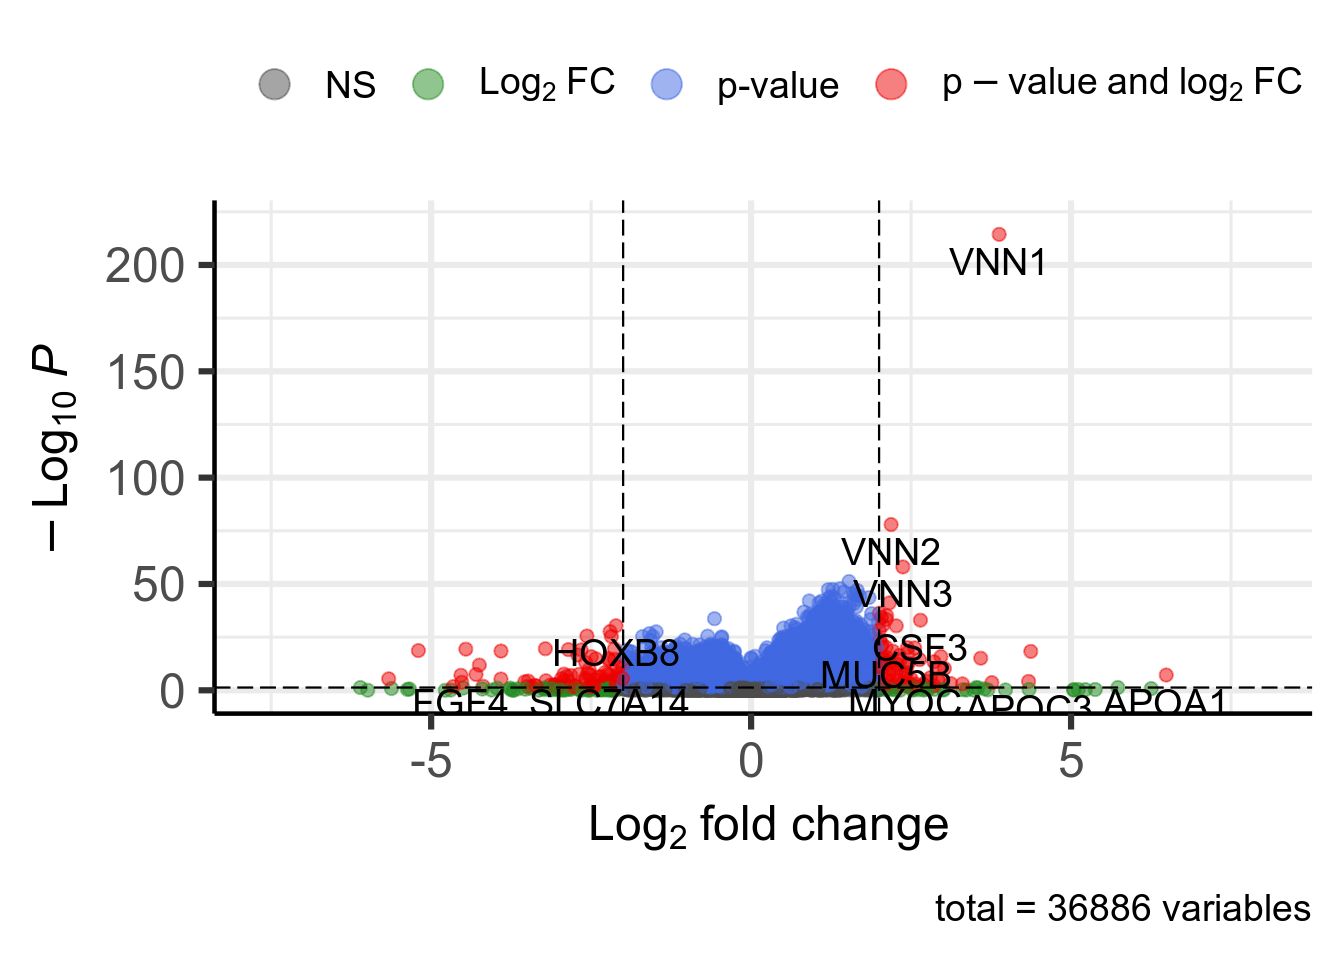 NS Log₂ FC p-value p − value and log₂ FC
− Log₁₀ P
200
150
100
50
0
VNN1
VNN2
VNN3
CSF3
HOXB8
MUC5B
FGF4 SLC7A14 MYOC APOC3 APOA1
-5 0 5
Log₂ fold change
total = 36886 variables